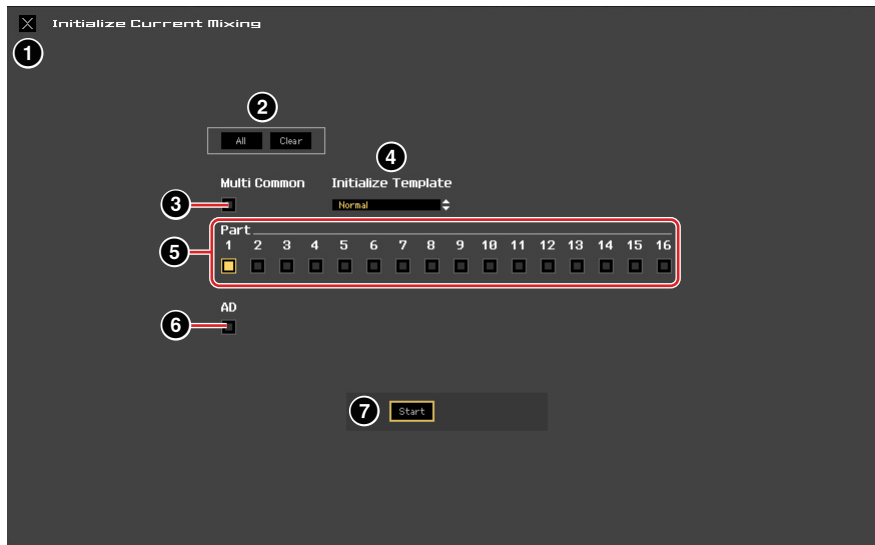 Initialize Current Mixing
1
2
All Clear
4
Multi Common Initialize Template
3 Normal
Part
5 1 2 3 4 5 6 7 8 9 10 11 12 13 14 15 16
AD
6
7 Start